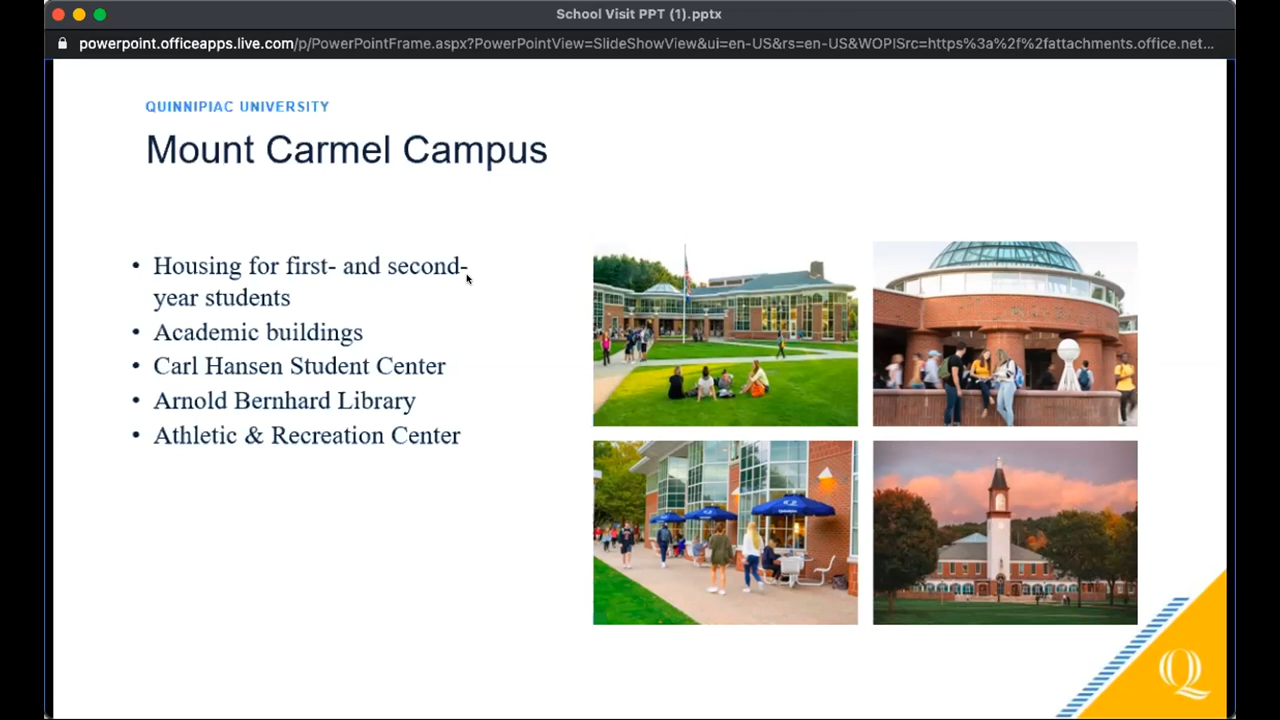 School Visit PPT (1).pptx
powerpoint.officeapps.live.com/p/PowerPointFrame.aspx?PowerPointView=SlideShowView&ui=en-US&rs=en-US&WOPISrc=https%3a%2f%2fattachments.office.net...
QUINNIPIAC UNIVERSITY
Mount Carmel Campus
• Housing for first- and second-
year students
• Academic buildings
• Carl Hansen Student Center
• Arnold Bernhard Library
• Athletic & Recreation Center
Q